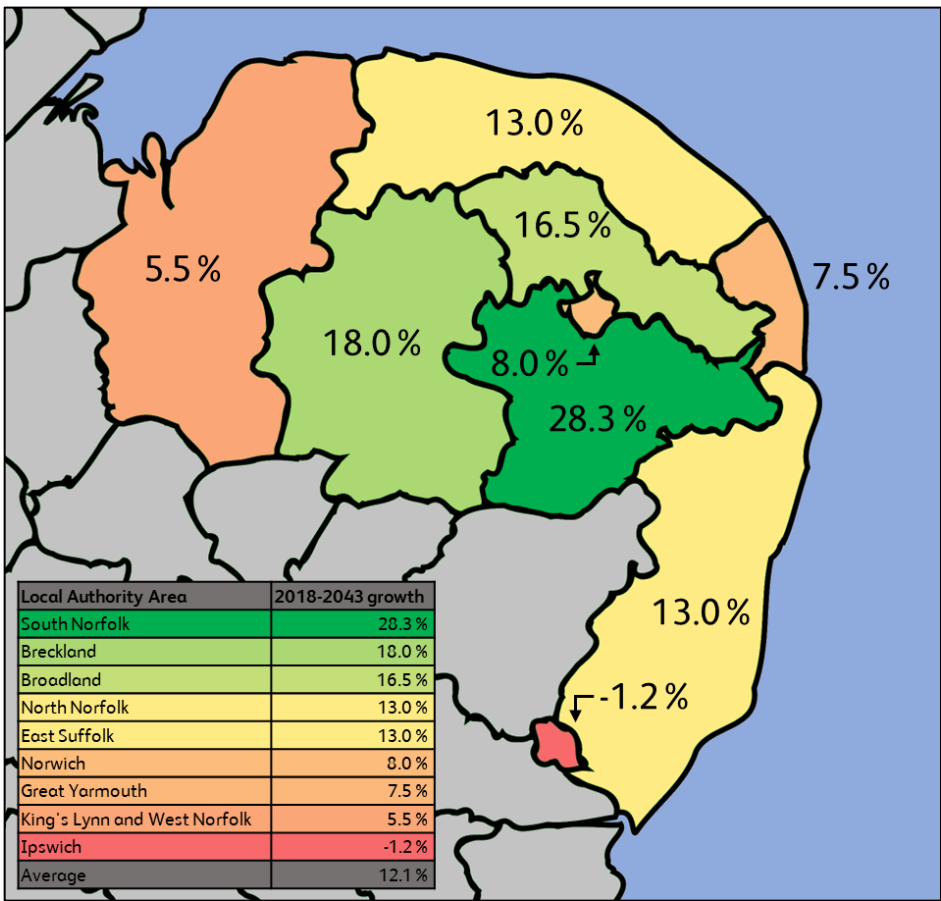 13.0 %
16.5 %
5.5 %
7.5 %
18.0 %
8.0 %
28.3 %
13.0 %
-1.2 %
Local Authority Area 2018-2043 growth
South Norfolk 28.3 %
Breckland 18.0 %
Broadland 16.5 %
North Norfolk 13.0 %
East Suffolk 13.0 %
Norwich 8.0 %
Great Yarmouth 7.5 %
King's Lynn and West Norfolk 5.5 %
Ipswich -1.2 %
Average 12.1 %